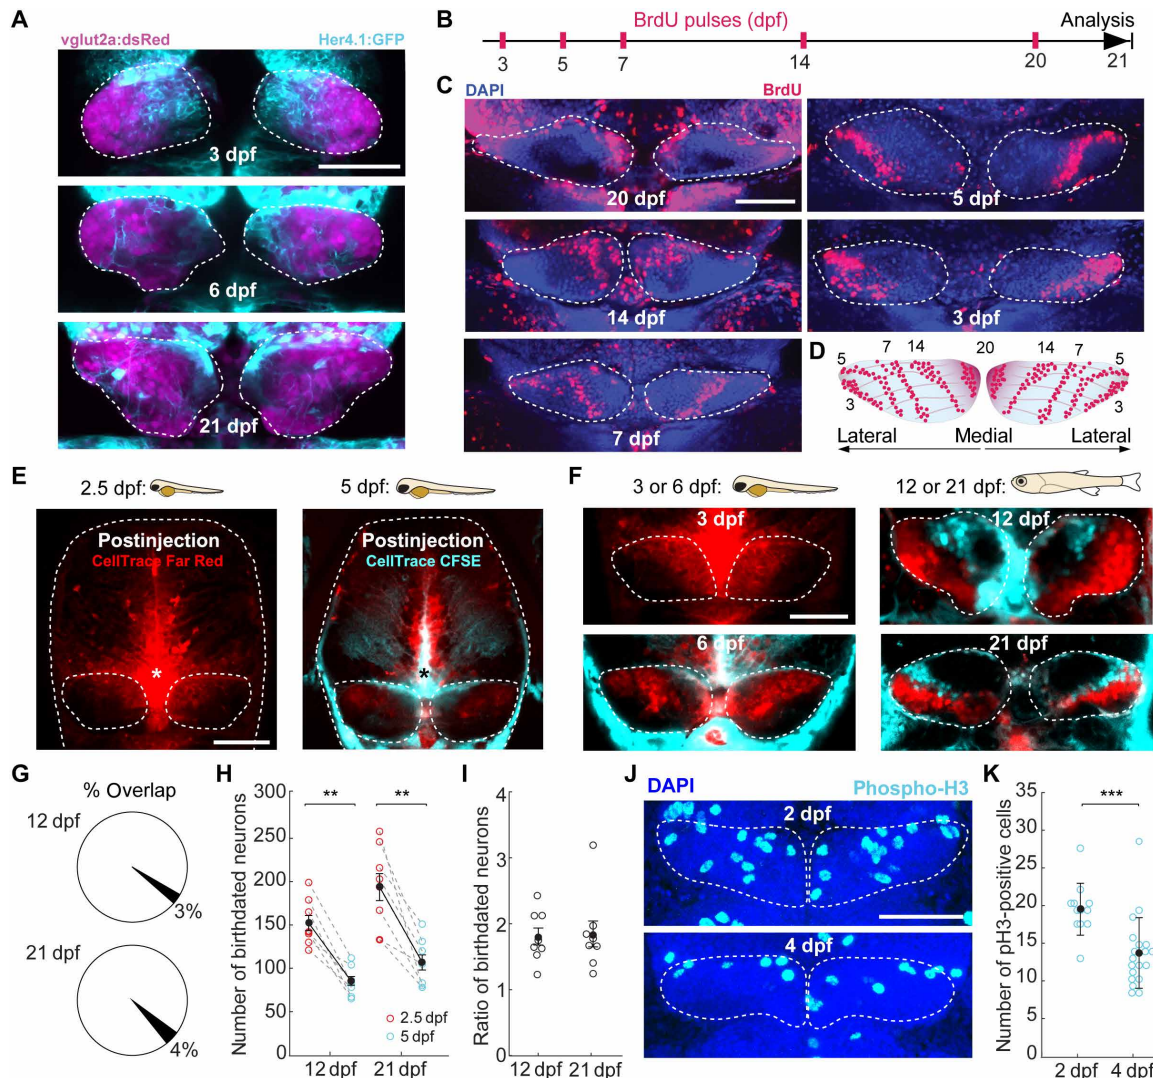 A
vglut2a:dsRed Her4.1:GFP
3 dpf
6 dpf
21 dpf
B
BrdU pulses (dpf)
Analysis
3 5 7 14 20 21
C
DAPI BrdU
20 dpf
5 dpf
14 dpf
3 dpf
7 dpf
D
5 7 14 20 14 7 5
3 3
Lateral Medial Lateral
E
2.5 dpf:
5 dpf:
Postinjection
CellTrace Far Red
*
Postinjection
CellTrace CFSE
*
F
3 or 6 dpf:
12 or 21 dpf:
3 dpf
12 dpf
6 dpf
21 dpf
G
% Overlap
12 dpf
3%
21 dpf
4%
H
Number of birthdated neurons
300
250
200
150
100
50
0
** **
2.5 dpf
5 dpf
12 dpf 21 dpf
I
Ratio of birthdated neurons
4
3
2
1
0
12 dpf 21 dpf
J
DAPI Phospho-H3
2 dpf
4 dpf
K
Number of pH3-positive cells
35
30
25
20
15
10
5
0
***
2 dpf 4 dpf